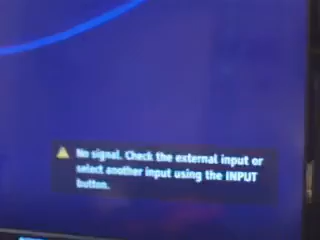 No signal. Check the external input or
select another input using the INPUT
button.